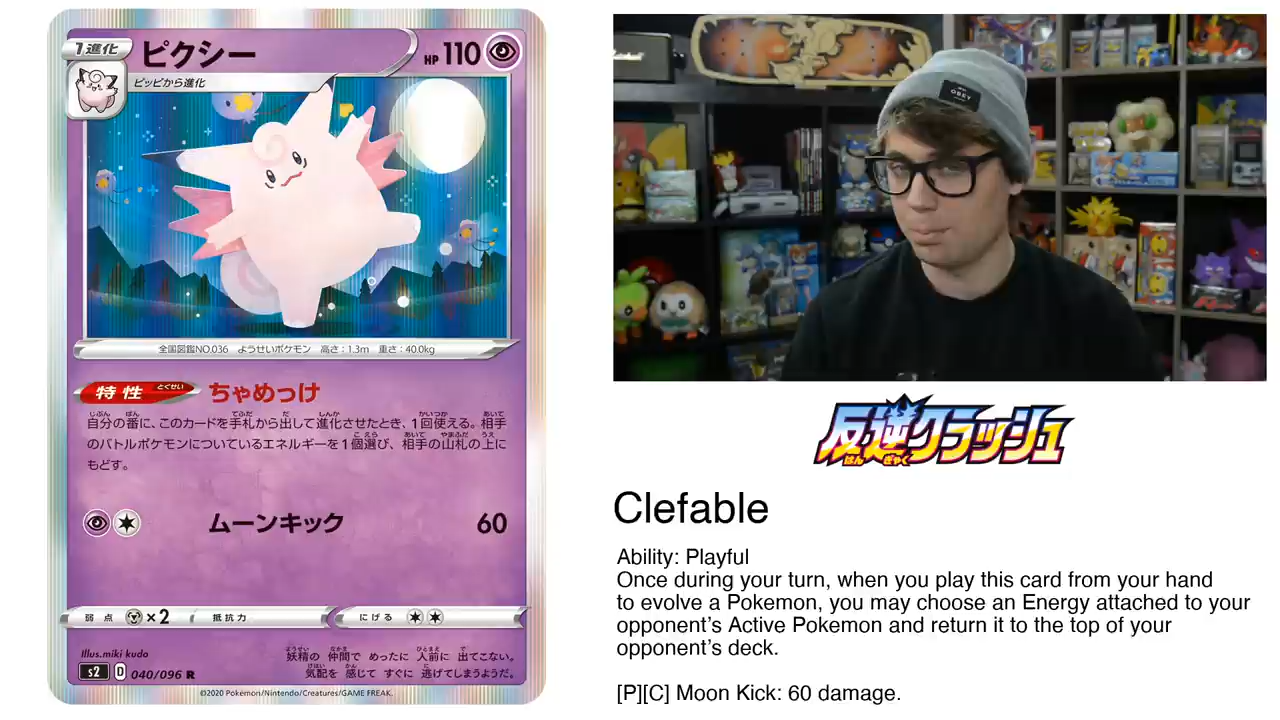 1進化
ピクシー
HP 110
ピッピから進化
全国図鑑NO.036 ようせいポケモン 高さ：1.3m 重さ：40.0kg
特性 とくせい ちゃめっけ
自分の番に、このカードを手札から出して進化させたとき、1回使える。相手
のバトルポケモンについているエネルギーを1個選び、相手の山札の上に
もどす。
ムーンキック 60
弱点 ×2 抵抗力 にげる
Illus.miki kudo
妖精の 仲間で めったに 人前に 出てこない。
気配を 感じて すぐに 逃げてしまうようだ。
s2 D 040/096 R
©2020 Pokémon/Nintendo/Creatures/GAME FREAK.
OBEY
反逆クラッシュ
はん ぎゃく
Clefable
Ability: Playful
Once during your turn, when you play this card from your hand
to evolve a Pokemon, you may choose an Energy attached to your
opponent's Active Pokemon and return it to the top of your
opponent's deck.
[P][C] Moon Kick: 60 damage.